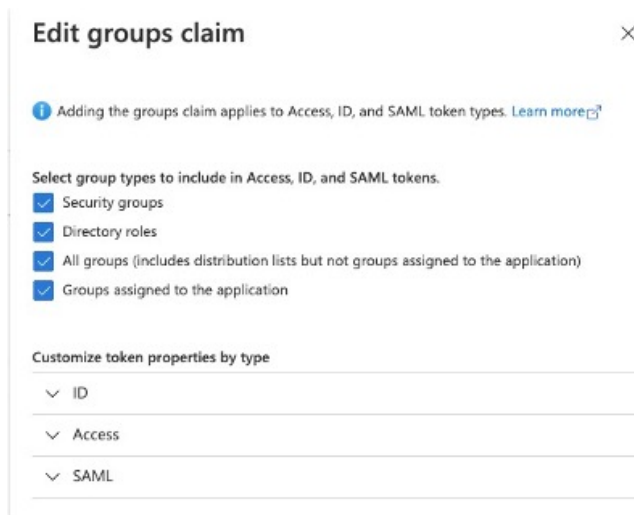 Edit groups claim
Adding the groups claim applies to Access, ID, and SAML token types. Learn more
Select group types to include in Access, ID, and SAML tokens.
Security groups
Directory roles
All groups (includes distribution lists but not groups assigned to the application)
Groups assigned to the application
Customize token properties by type
ID
Access
SAML